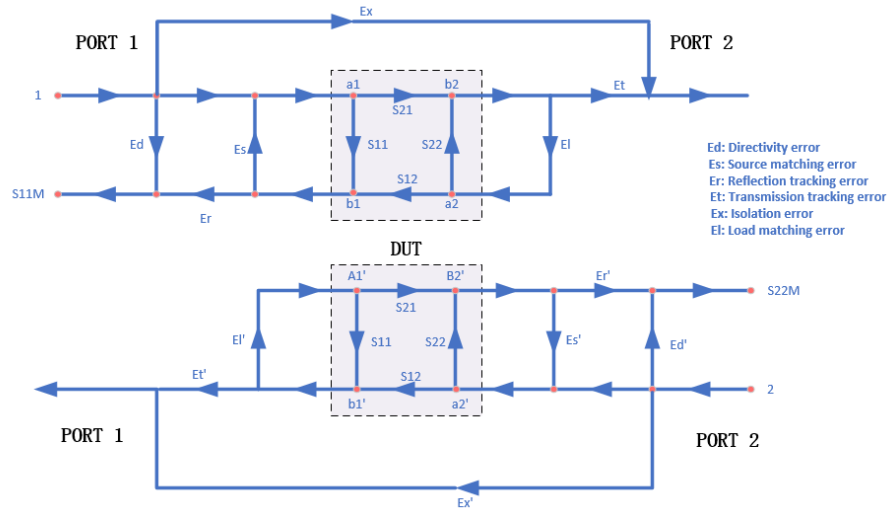 Ex
PORT 1
PORT 2
1
a1
b2
Et
S21
Ed
Es
S11
S22
El
S12
S11M
Er
b1
a2
Ed: Directivity error
Es: Source matching error
Er: Reflection tracking error
Et: Transmission tracking error
Ex: Isolation error
El: Load matching error
DUT
A1'
B2'
Er'
S22M
S21
El'
S11
S22
Es'
Ed'
Et'
S12
2
b1'
a2'
PORT 1
PORT 2
Ex'